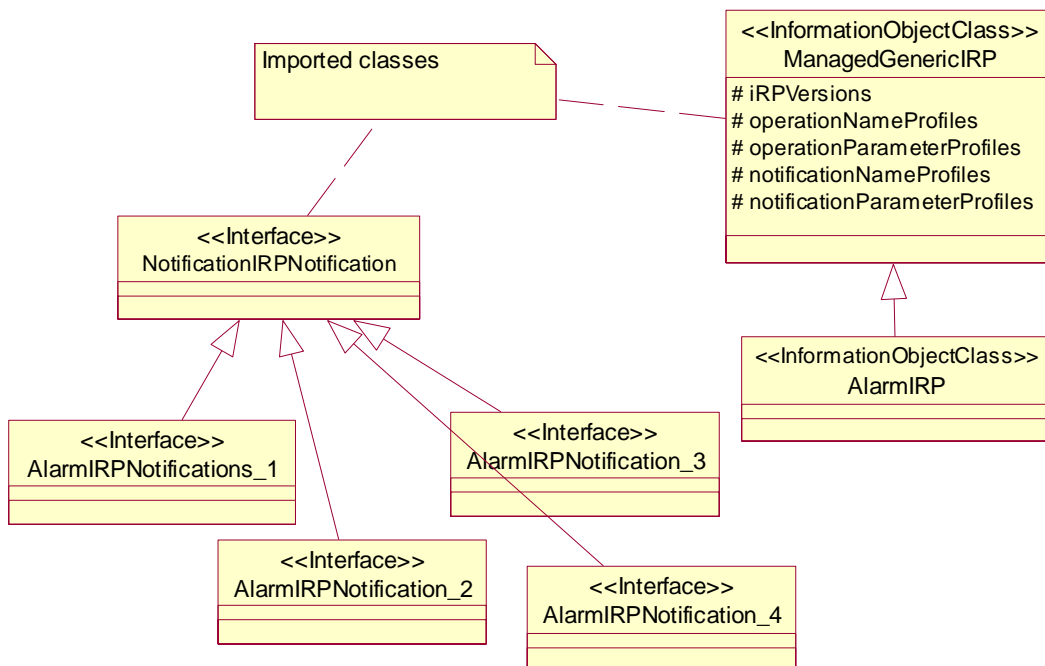 <<InformationObjectClass>>
ManagedGenericIRP
# iRPVersions
# operationNameProfiles
# operationParameterProfiles
# notificationNameProfiles
# notificationParameterProfiles
Imported classes
<<Interface>>
NotificationIRPNotification
<<InformationObjectClass>>
AlarmIRP
<<Interface>>
AlarmIRPNotifications_1
<<Interface>>
AlarmIRPNotification_3
<<Interface>>
AlarmIRPNotification_2
<<Interface>>
AlarmIRPNotification_4